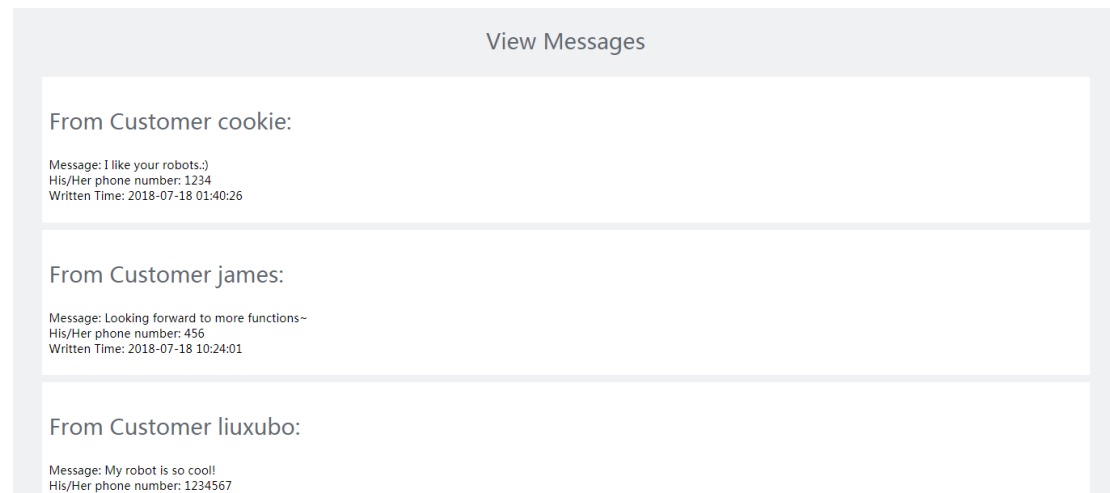 View Messages
From Customer cookie:
Message: I like your robots.:)
His/Her phone number: 1234
Written Time: 2018-07-18 01:40:26
From Customer james:
Message: Looking forward to more functions~
His/Her phone number: 456
Written Time: 2018-07-18 10:24:01
From Customer liuxubo:
Message: My robot is so cool!
His/Her phone number: 1234567